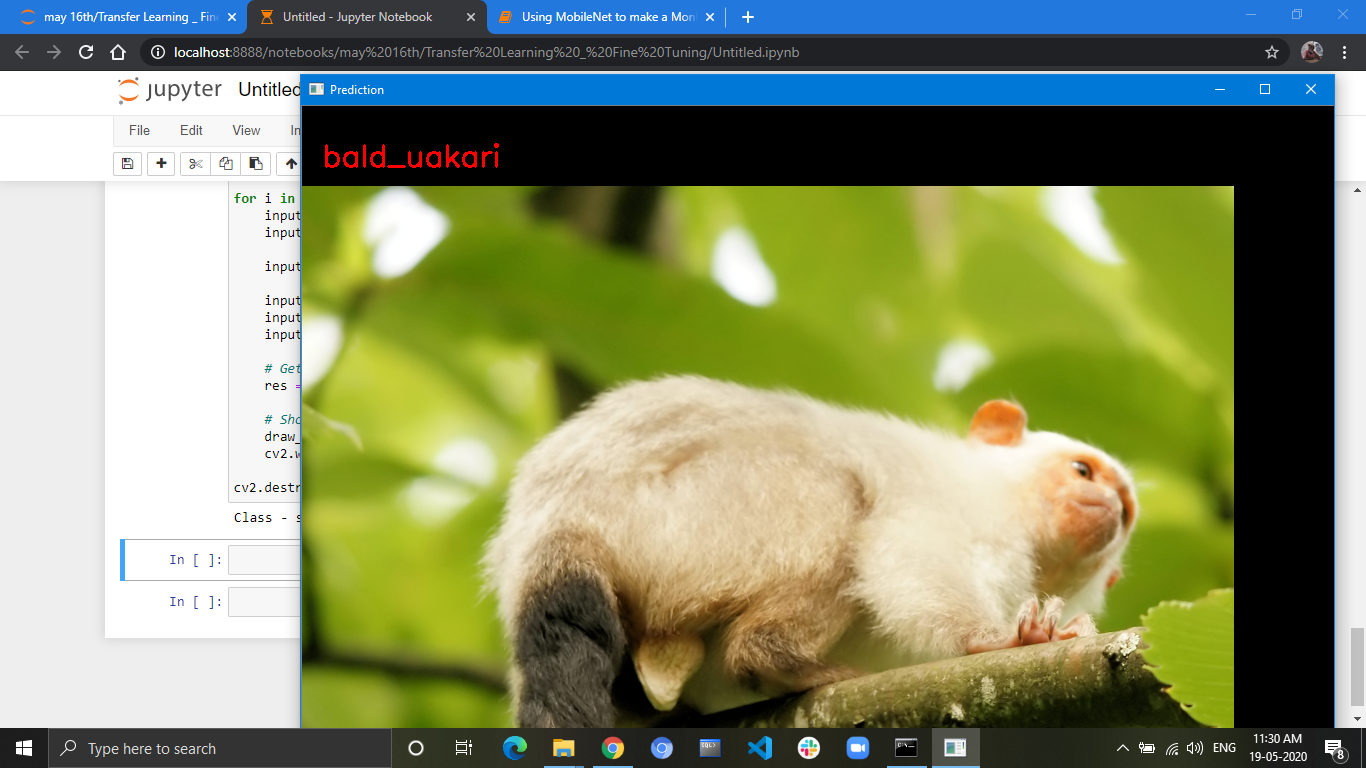 may 16th/Transfer Learning _ Fin
Untitled - Jupyter Notebook
Using MobileNet to make a Mon
localhost:8888/notebooks/may%2016th/Transfer%20Learning%20_%20Fine%20Tuning/Untitled.ipynb
jupyter Untitled
Prediction
File Edit View In
bald_uakari
for i in
input
input
input
input
input
input
# Get
res =
# Sho
draw_
cv2.w
cv2.destr
Class - s
In [ ]:
In [ ]:
Type here to search
SQL
ENG
11:30 AM
19-05-2020
8